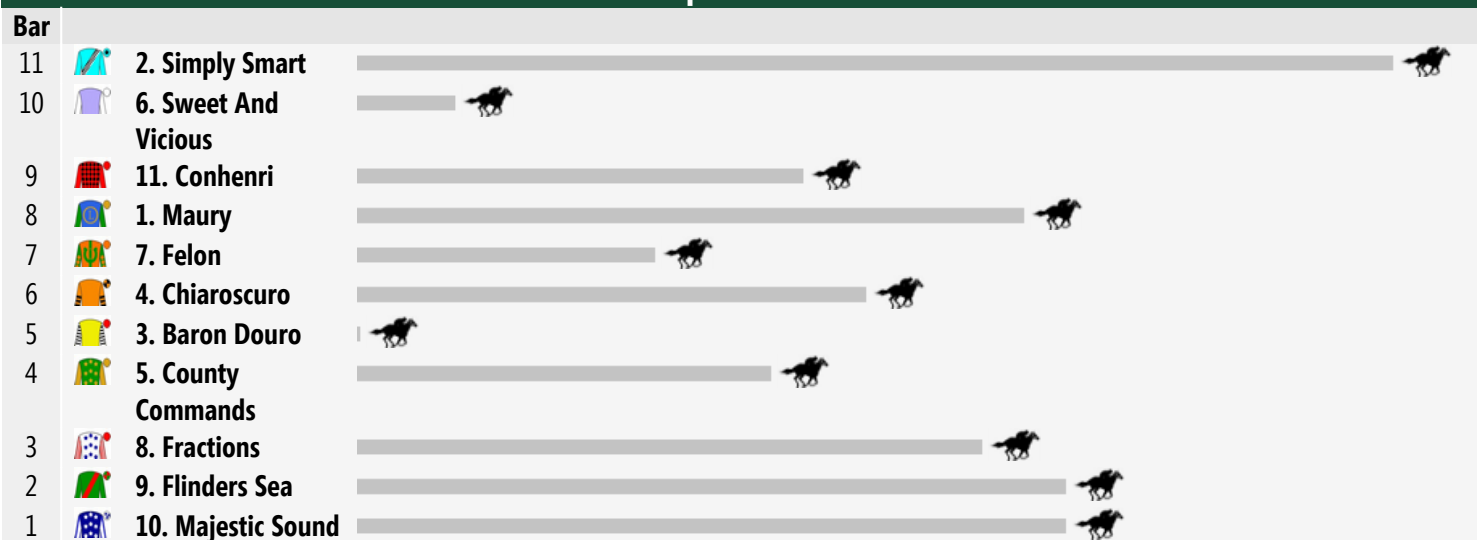 Bar
11 2. Simply Smart
10 6. Sweet And
Vicious
9 11. Conhenri
8 1. Maury
7 7. Felon
6 4. Chiaroscuro
5 3. Baron Douro
4 5. County
Commands
3 8. Fractions
2 9. Flinders Sea
1 10. Majestic Sound